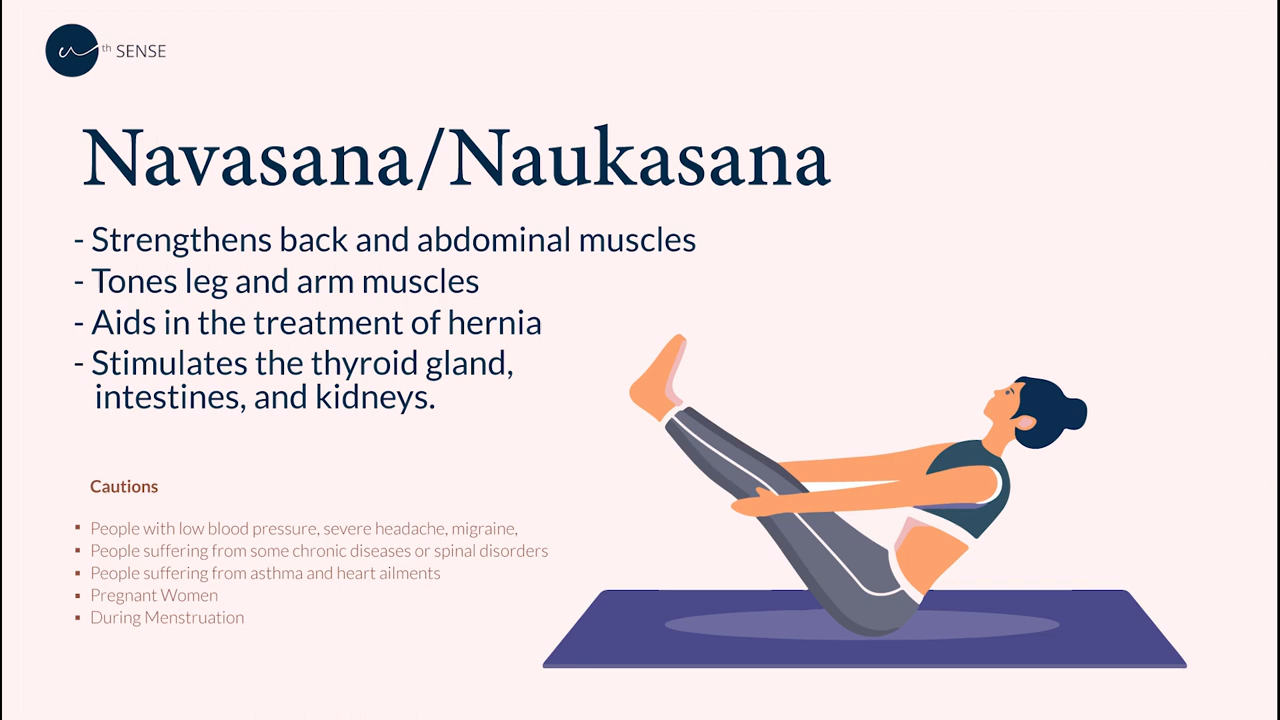 th SENSE
Navasana/Naukasana
- Strengthens back and abdominal muscles
- Tones leg and arm muscles
- Aids in the treatment of hernia
- Stimulates the thyroid gland,
intestines, and kidneys.
Cautions
▪ People with low blood pressure, severe headache, migraine,
▪ People suffering from some chronic diseases or spinal disorders
▪ People suffering from asthma and heart ailments
▪ Pregnant Women
▪ During Menstruation